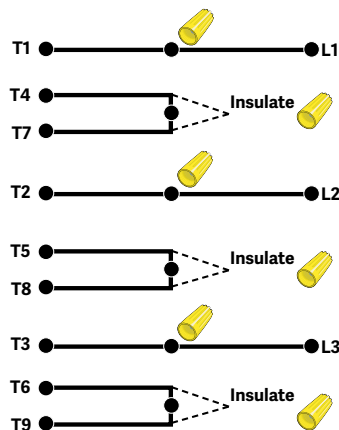 T1 L1
T4
Insulate
T7
T2 L2
T5
Insulate
T8
T3 L3
T6
Insulate
T9